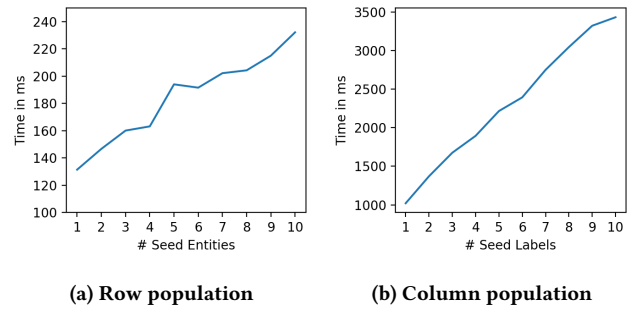 240
220
200
180
160
140
120
100
Time in ms
1 2 3 4 5 6 7 8 9 10
# Seed Entities
(a) Row population
3500
3000
2500
2000
1500
1000
Time in ms
1 2 3 4 5 6 7 8 9 10
# Seed Labels
(b) Column population